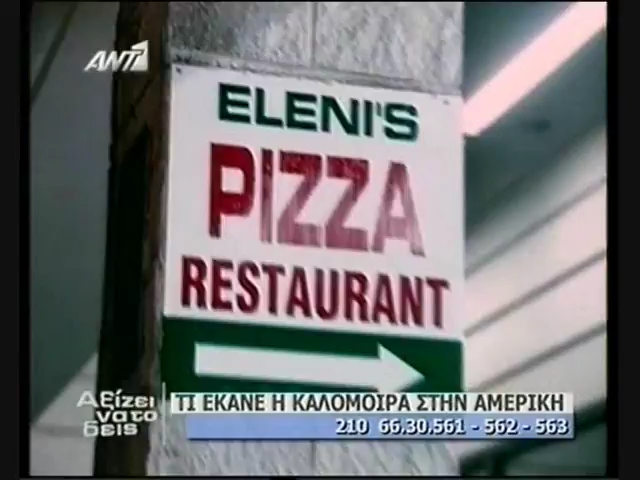 ANT1
ELENI'S
PIZZA
RESTAURANT
Αξίζει
να το
δεις
ΤΙ ΕΚΑΝΕ Η ΚΑΛΟΜΟΙΡΑ ΣΤΗΝ ΑΜΕΡΙΚΗ
210 66.30.561 - 562 - 563